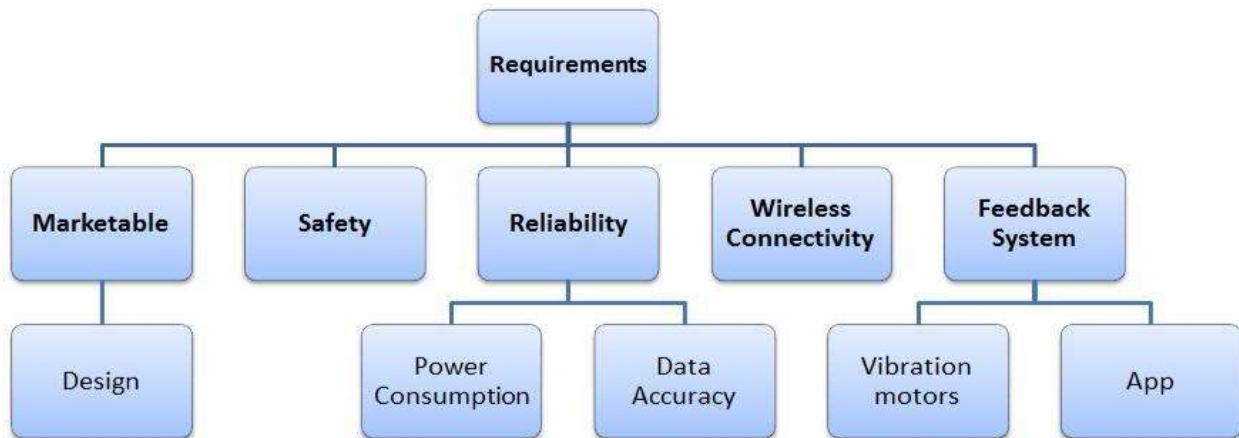 Requirements
Marketable
Safety
Reliability
Wireless
Connectivity
Feedback
System
Design
Power
Consumption
Data
Accuracy
Vibration
motors
App